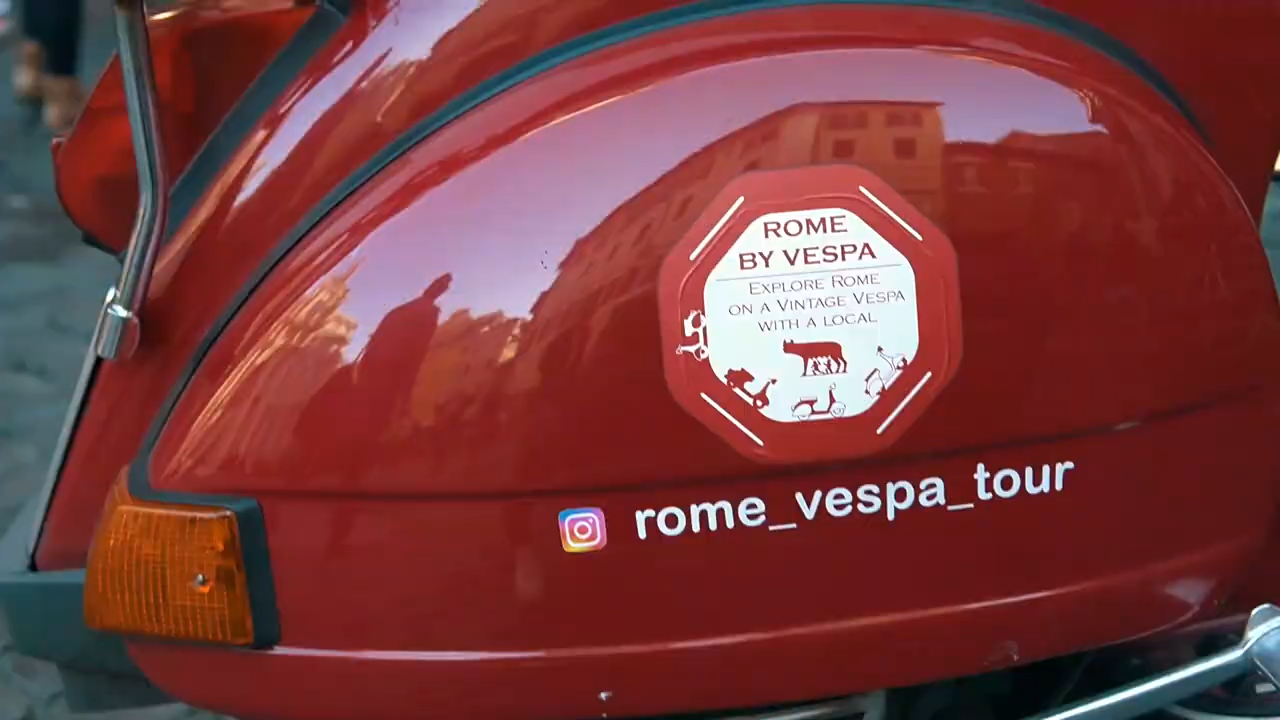 ROME
BY VESPA
EXPLORE ROME
ON A VINTAGE VESPA
WITH A LOCAL
rome_vespa_tour